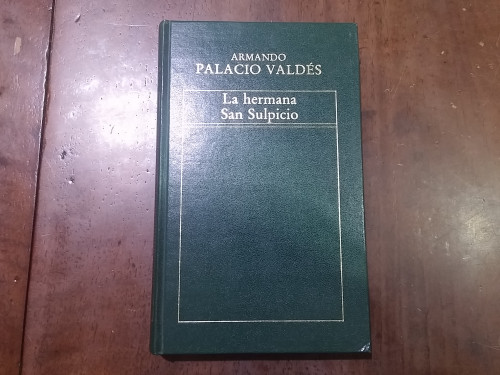 ARMANDO
PALACIO VALDÉS
La hermana
San Sulpicio